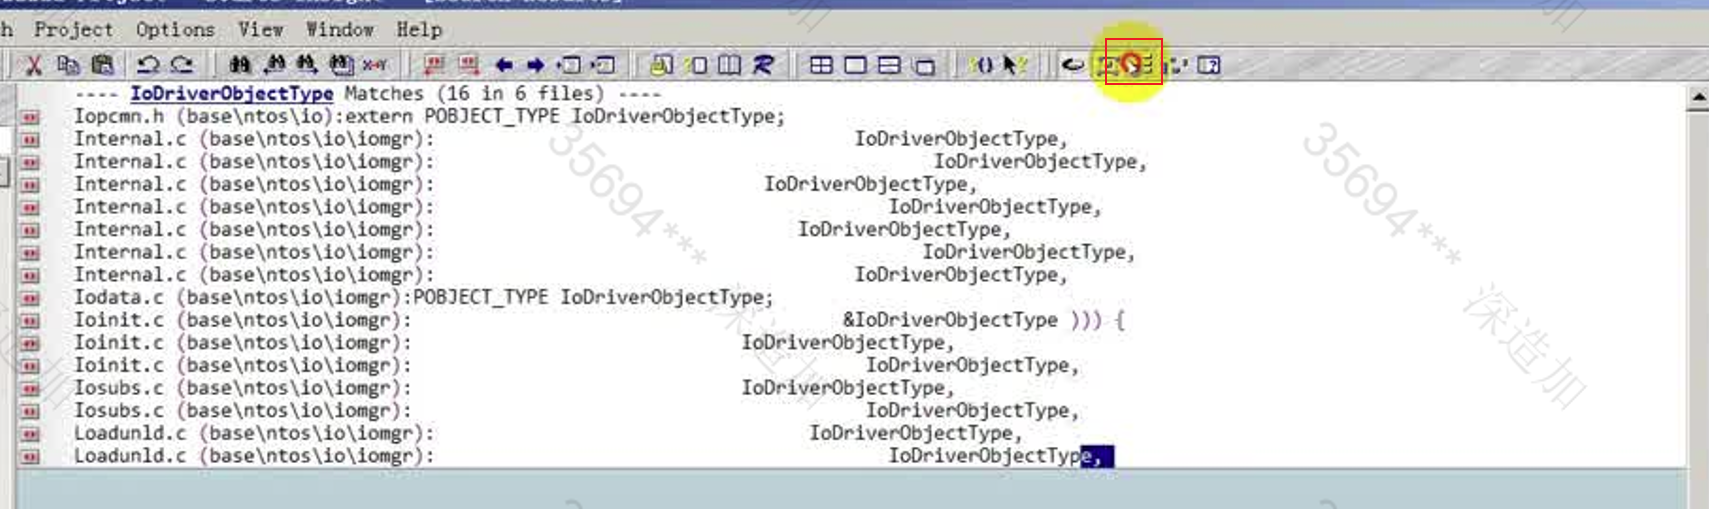 Project Options View Window Help
---- IoDriverObjectType Matches (16 in 6 files) ----
Iopcmn.h (base\ntos\io):extern POBJECT_TYPE IoDriverObjectType;
Internal.c (base\ntos\io\iomgr): IoDriverObjectType,
Internal.c (base\ntos\io\iomgr): IoDriverObjectType,
Internal.c (base\ntos\io\iomgr): IoDriverObjectType,
Internal.c (base\ntos\io\iomgr): IoDriverObjectType,
Internal.c (base\ntos\io\iomgr): IoDriverObjectType,
Internal.c (base\ntos\io\iomgr): IoDriverObjectType,
Internal.c (base\ntos\io\iomgr): IoDriverObjectType,
Iodata.c (base\ntos\io\iomgr):POBJECT_TYPE IoDriverObjectType;
Ioinit.c (base\ntos\io\iomgr): &IoDriverObjectType ))) {
Ioinit.c (base\ntos\io\iomgr): IoDriverObjectType,
Ioinit.c (base\ntos\io\iomgr): IoDriverObjectType,
Iosubs.c (base\ntos\io\iomgr): IoDriverObjectType,
Iosubs.c (base\ntos\io\iomgr): IoDriverObjectType,
Loadunld.c (base\ntos\io\iomgr): IoDriverObjectType,
Loadunld.c (base\ntos\io\iomgr): IoDriverObjectType,
35694***
35694***
深造加
深造加